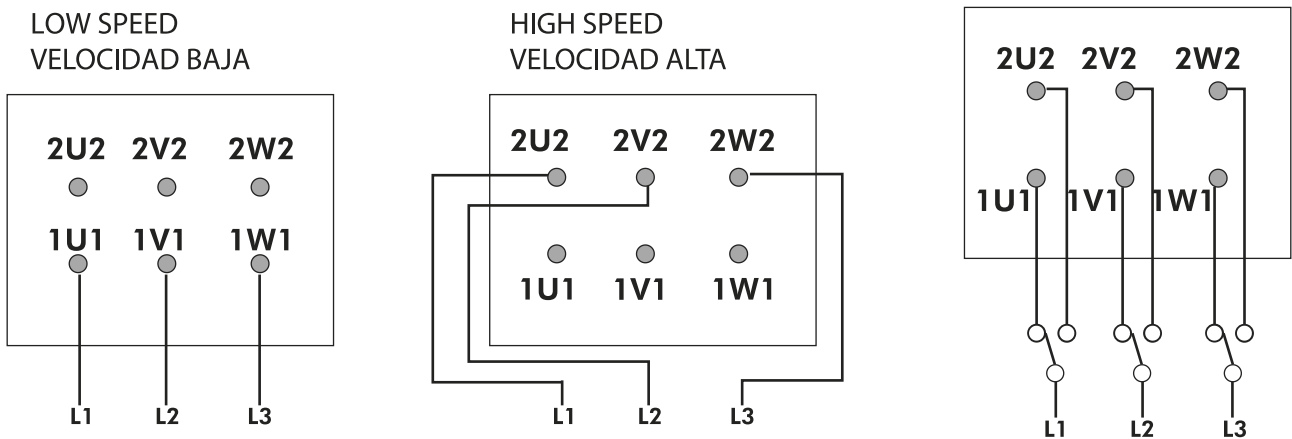 LOW SPEED
VELOCIDAD BAJA
2U2 2V2 2W2
1U1 1V1 1W1
L1 L2 L3
HIGH SPEED
VELOCIDAD ALTA
2U2 2V2 2W2
1U1 1V1 1W1
L1 L2 L3
2U2 2V2 2W2
1U1 1V1 1W1
L1 L2 L3